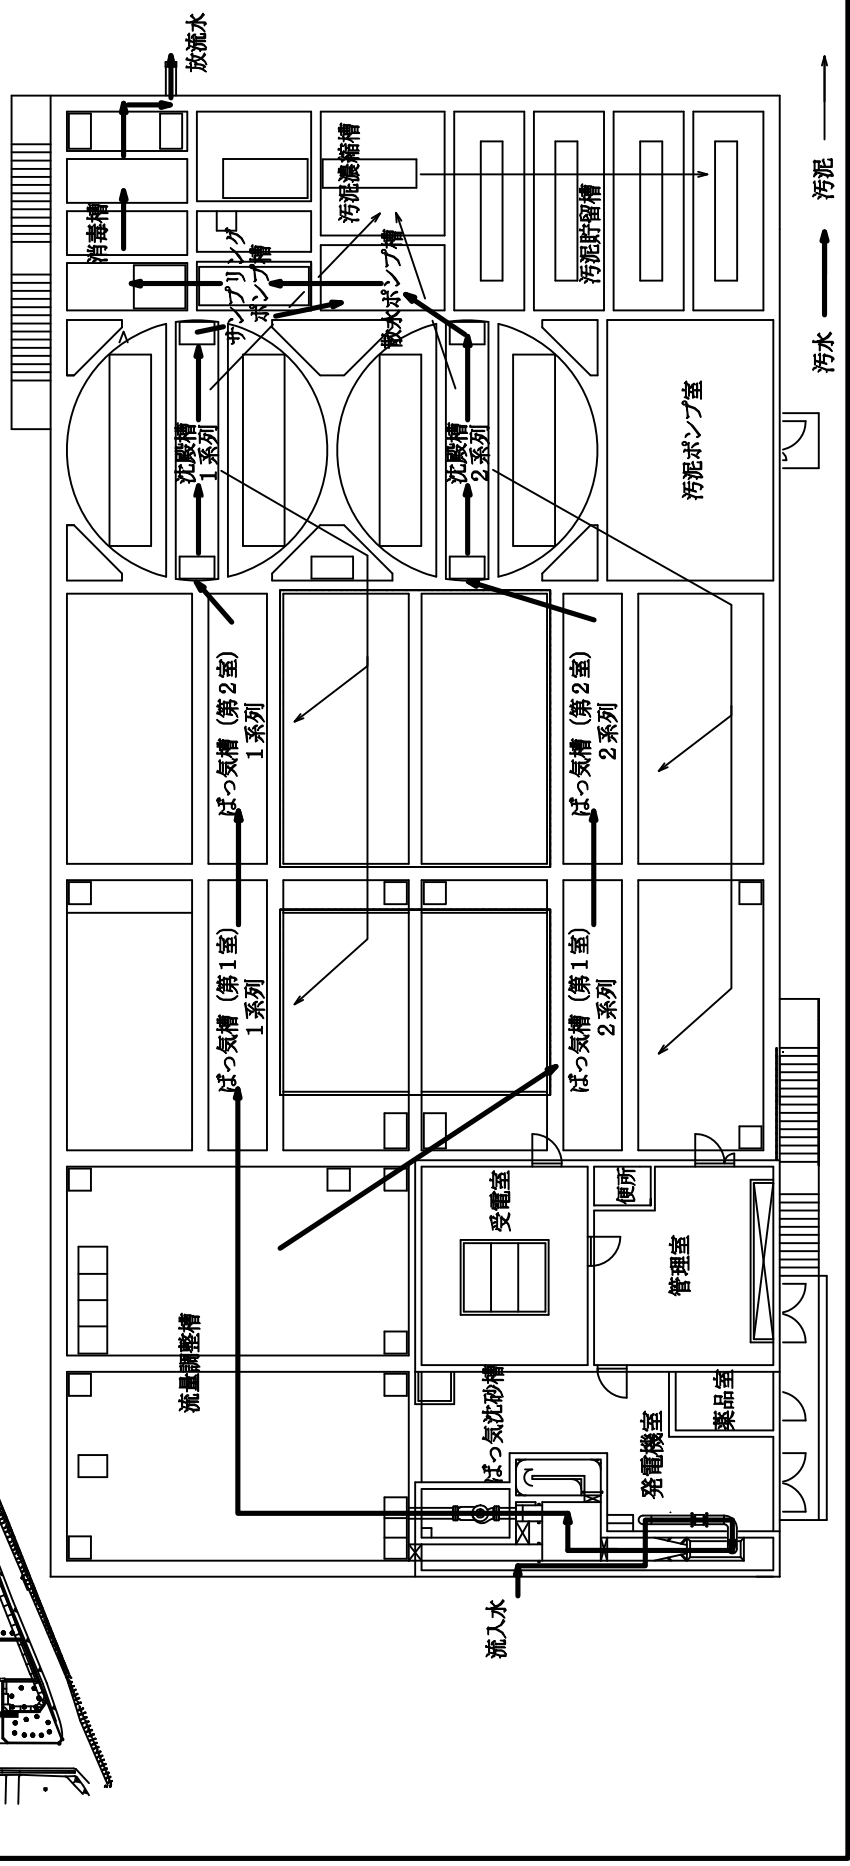 流入水
ばっ気沈砂槽
発電機室
薬品室
流量調整槽
受電室
管理室
便所
ばっ気槽（第１室）
１系列
ばっ気槽（第１室）
２系列
ばっ気槽（第２室）
１系列
ばっ気槽（第２室）
２系列
沈殿槽
１系列
沈殿槽
２系列
汚泥ポンプ室
消毒槽
サンプリング
ポンプ槽
散水ポンプ槽
汚泥濃縮槽
汚泥貯留槽
放流水
汚水
汚泥